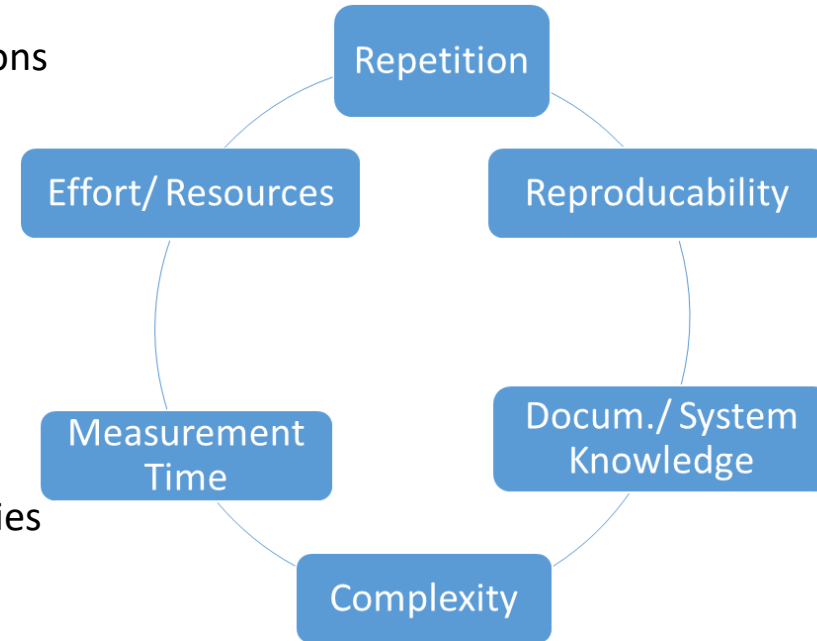 ons
Repetition
Effort/ Resources
Reproducability
Measurement
Time
Docum./ System
Knowledge
ies
Complexity